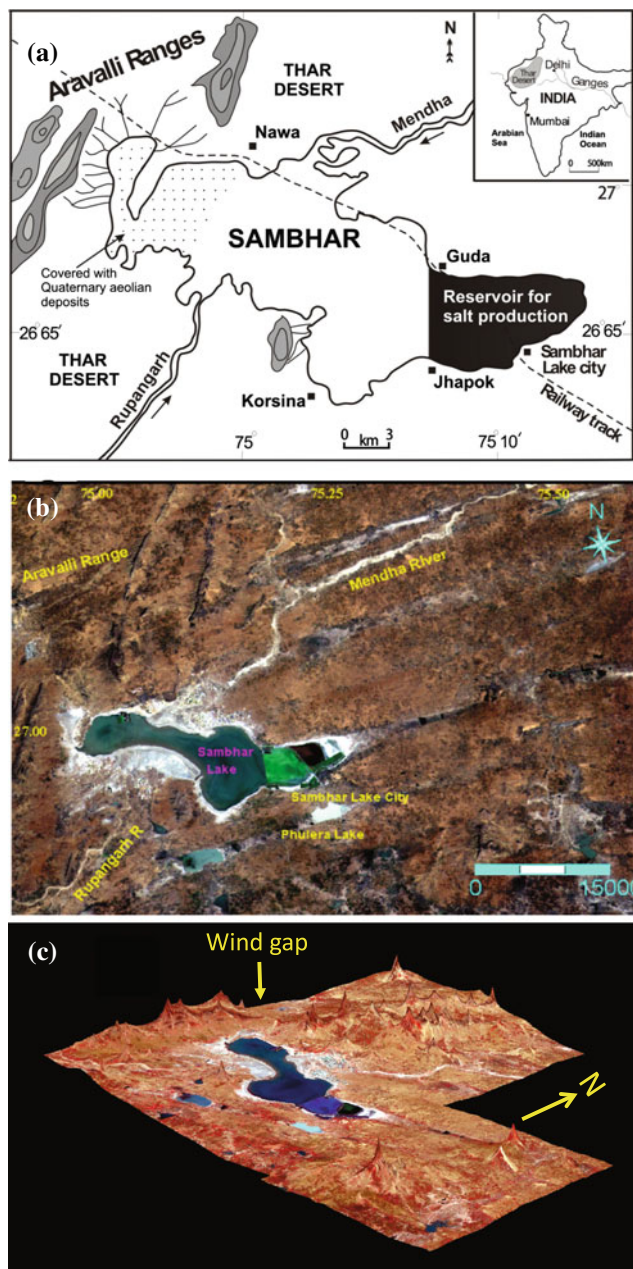 (a)
Aravalli Ranges
THAR
DESERT
N
Nawa
Mendha
Delhi
Thar
Desert
Ganges
INDIA
Mumbai
Arabian
Sea
Indian
Ocean
0 500km
27
SAMBHAR
Covered with
Quaternary aeolian
deposits
Guda
Reservoir for
salt production
26 65'
26 65'
THAR
DESERT
Rupangarh
Sambhar
Lake city
Jhapok
Korsina
Railway track
0 km 3
75°
75°10'
(b)
75.00
75.25
75.50
N
Aravalli Range
Mendha River
27.00
Sambhar
Lake
Sambhar Lake City
Phulera Lake
Rupangarh R
0 15000
(c)
Wind gap
N